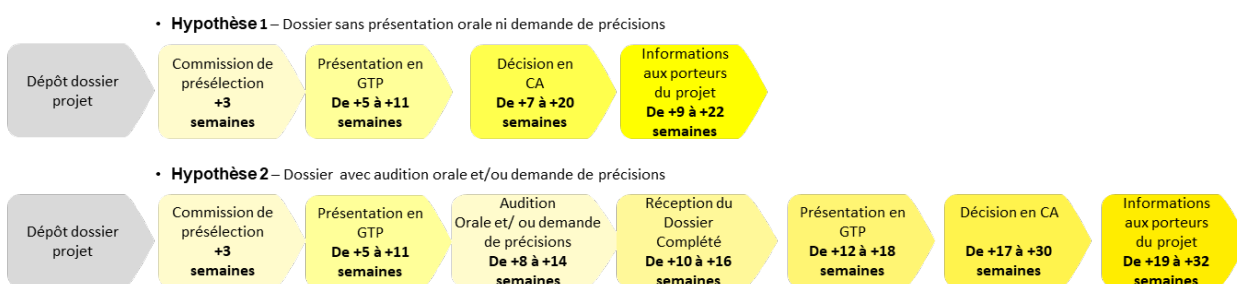 • Hypothèse 1 – Dossier sans présentation orale ni demande de précisions
Dépôt dossier
projet
Commission de
présélection
+3
semaines
Présentation en
GTP
De +5 à +11
semaines
Décision en
CA
De +7 à +20
semaines
Informations
aux porteurs
du projet
De +9 à +22
semaines
• Hypothèse 2 – Dossier avec audition orale et/ou demande de précisions
Dépôt dossier
projet
Commission de
présélection
+3
semaines
Présentation en
GTP
De +5 à +11
semaines
Audition
Orale et/ ou demande
de précisions
De +8 à +14
semaines
Réception du
Dossier
Complété
De +10 à +16
semaines
Présentation en
GTP
De +12 à +18
semaines
Décision en CA
De +17 à +30
semaines
Informations
aux porteurs
du projet
De +19 à +32
semaines